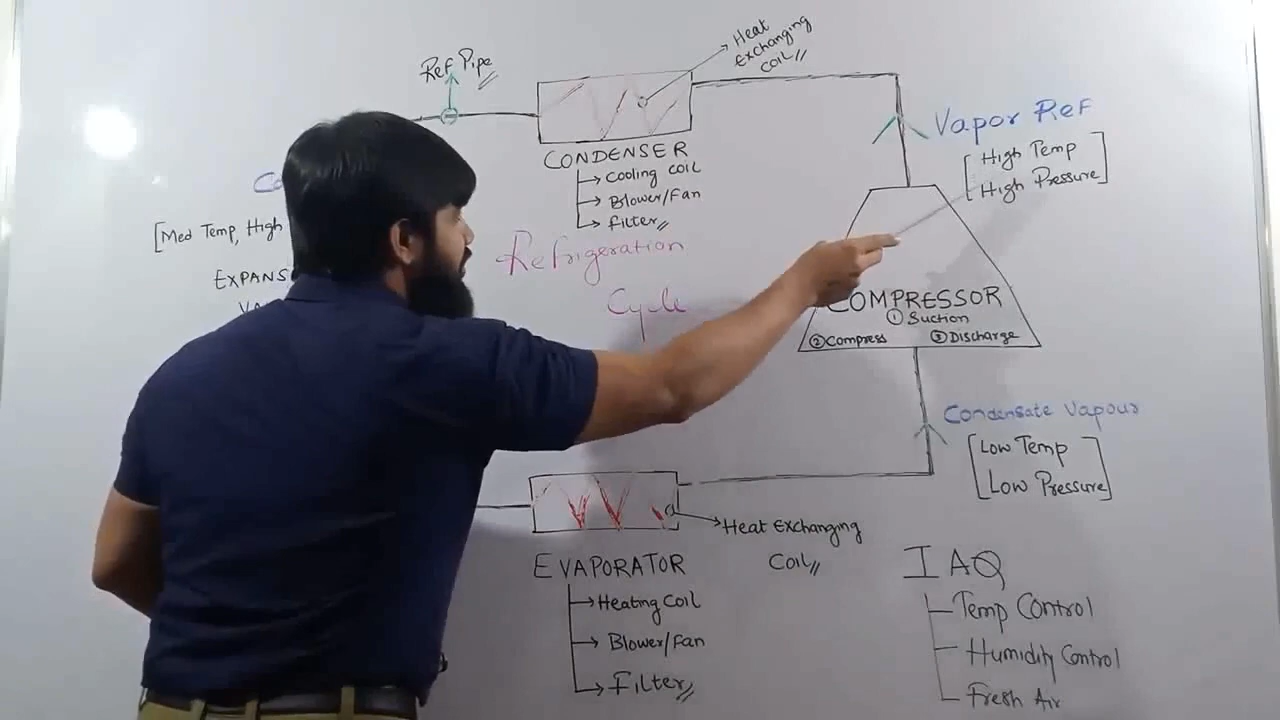 Ref Pipe
Heat
Exchanging
Coil
CONDENSER
Cooling coil
Blower/Fan
Filter
Vapor Ref
[High Temp
High Pressure]
[Med Temp, High
Refrigeration
Cycle
COMPRESSOR
① Suction
② Compress ③ Discharge
Condensate Vapour
[Low Temp
Low Pressure]
Heat Exchanging
Coil
EVAPORATOR
Heating Coil
Blower/Fan
Filter
IAQ
Temp Control
Humidity Control
Fresh Air